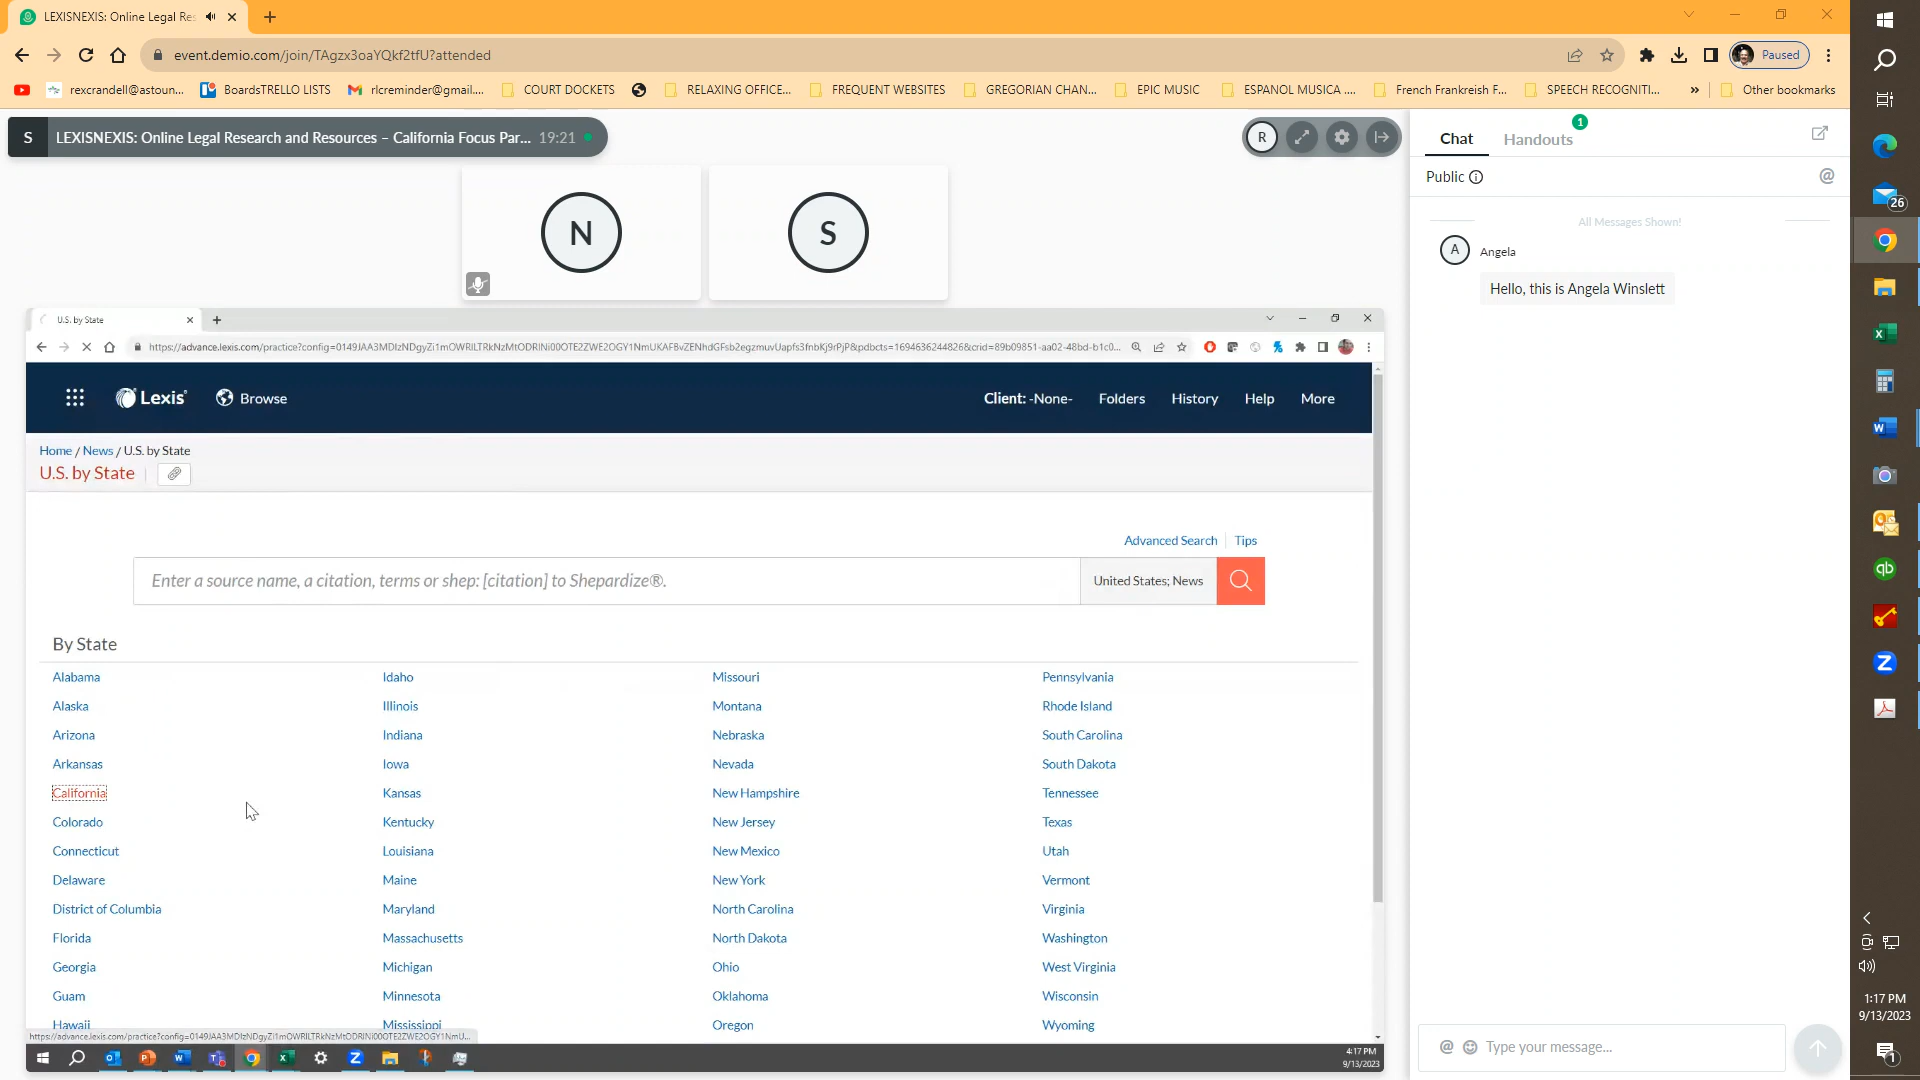 LEXISNEXIS: Online Legal Res
event.demio.com/join/TAgzx3oaYQkf2tfU?attended
Paused
rexcrandell@astoun...
BoardsTRELLO LISTS
rlcreminder@gmail....
COURT DOCKETS
RELAXING OFFICE...
FREQUENT WEBSITES
GREGORIAN CHAN...
EPIC MUSIC
ESPANOL MUSICA ....
French Frankreish F...
SPEECH RECOGNITI...
»
Other bookmarks
S
LEXISNEXIS: Online Legal Research and Resources – California Focus Par...
19:21
R
N
S
Chat
Handouts
1
Public
@
All Messages Shown!
A
Angela
Hello, this is Angela Winslett
U.S. by State
Lexis
Browse
Client: -None-
Folders
History
Help
More
Home / News / U.S. by State
U.S. by State
Advanced Search
Tips
Enter a source name, a citation, terms or shep: [citation] to Shepardize®.
United States; News
By State
Alabama
Alaska
Arizona
Arkansas
California
Colorado
Connecticut
Delaware
District of Columbia
Florida
Georgia
Guam
Hawaii
Idaho
Illinois
Indiana
Iowa
Kansas
Kentucky
Louisiana
Maine
Maryland
Massachusetts
Michigan
Minnesota
Mississippi
Missouri
Montana
Nebraska
Nevada
New Hampshire
New Jersey
New Mexico
New York
North Carolina
North Dakota
Ohio
Oklahoma
Oregon
Pennsylvania
Rhode Island
South Carolina
South Dakota
Tennessee
Texas
Utah
Vermont
Virginia
Washington
West Virginia
Wisconsin
Wyoming
4:17 PM
9/13/2023
@
Type your message...
26
1:17 PM
9/13/2023
1